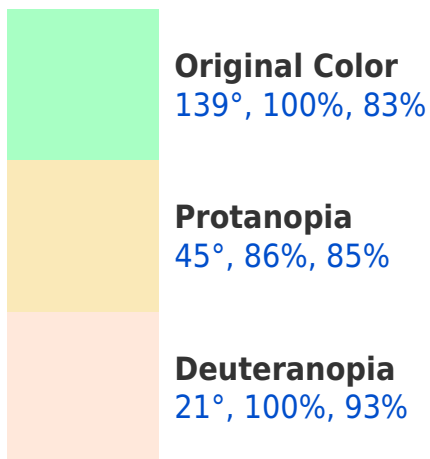 Original Color
139°, 100%, 83%
Protanopia
45°, 86%, 85%
Deuteranopia
21°, 100%, 93%